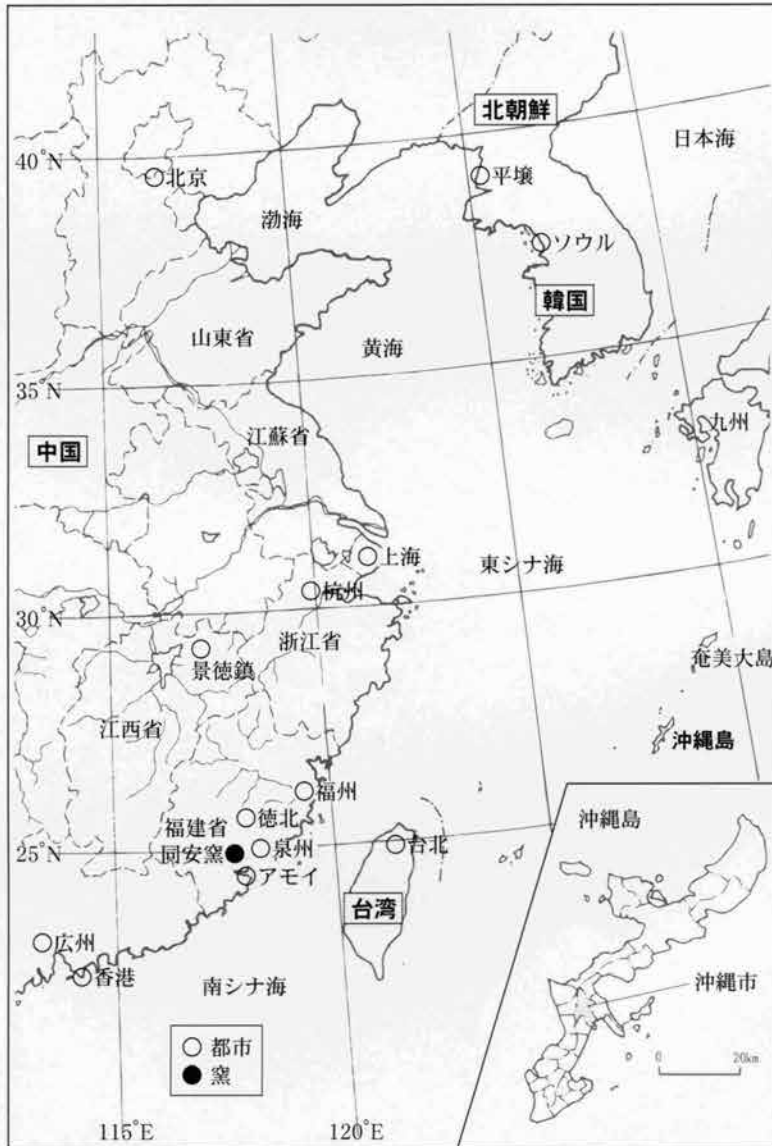 北朝鮮
日本海
40°N
北京
平壌
渤海
ソウル
韓国
山東省
黄海
35°N
九州
江蘇省
中国
上海
東シナ海
杭州
30°N
浙江省
景徳鎮
奄美大島
江西省
沖縄島
福州
沖縄島
徳北
福建省
台北
泉州
25°N
同安窯
アモイ
台湾
広州
香港
沖縄市
南シナ海
都市
0 20km
窯
115°E
120°E